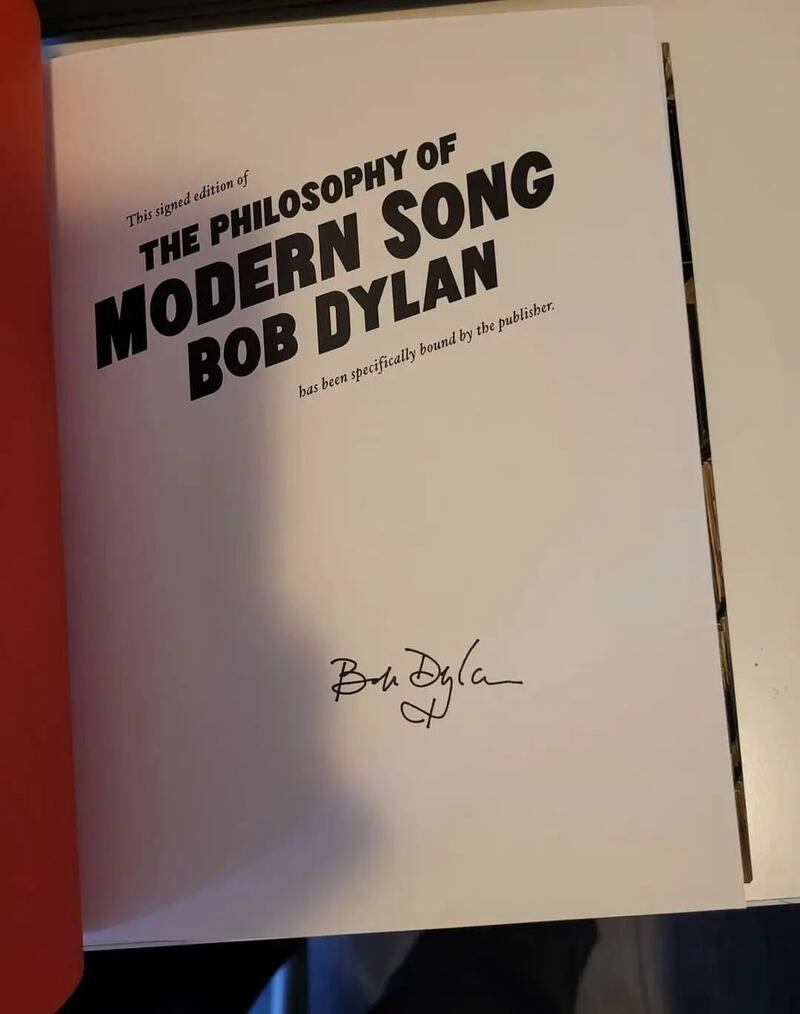 This signed edition of
THE PHILOSOPHY OF
MODERN SONG
BOB DYLAN
has been specifically bound by the publisher.
Bob Dylan